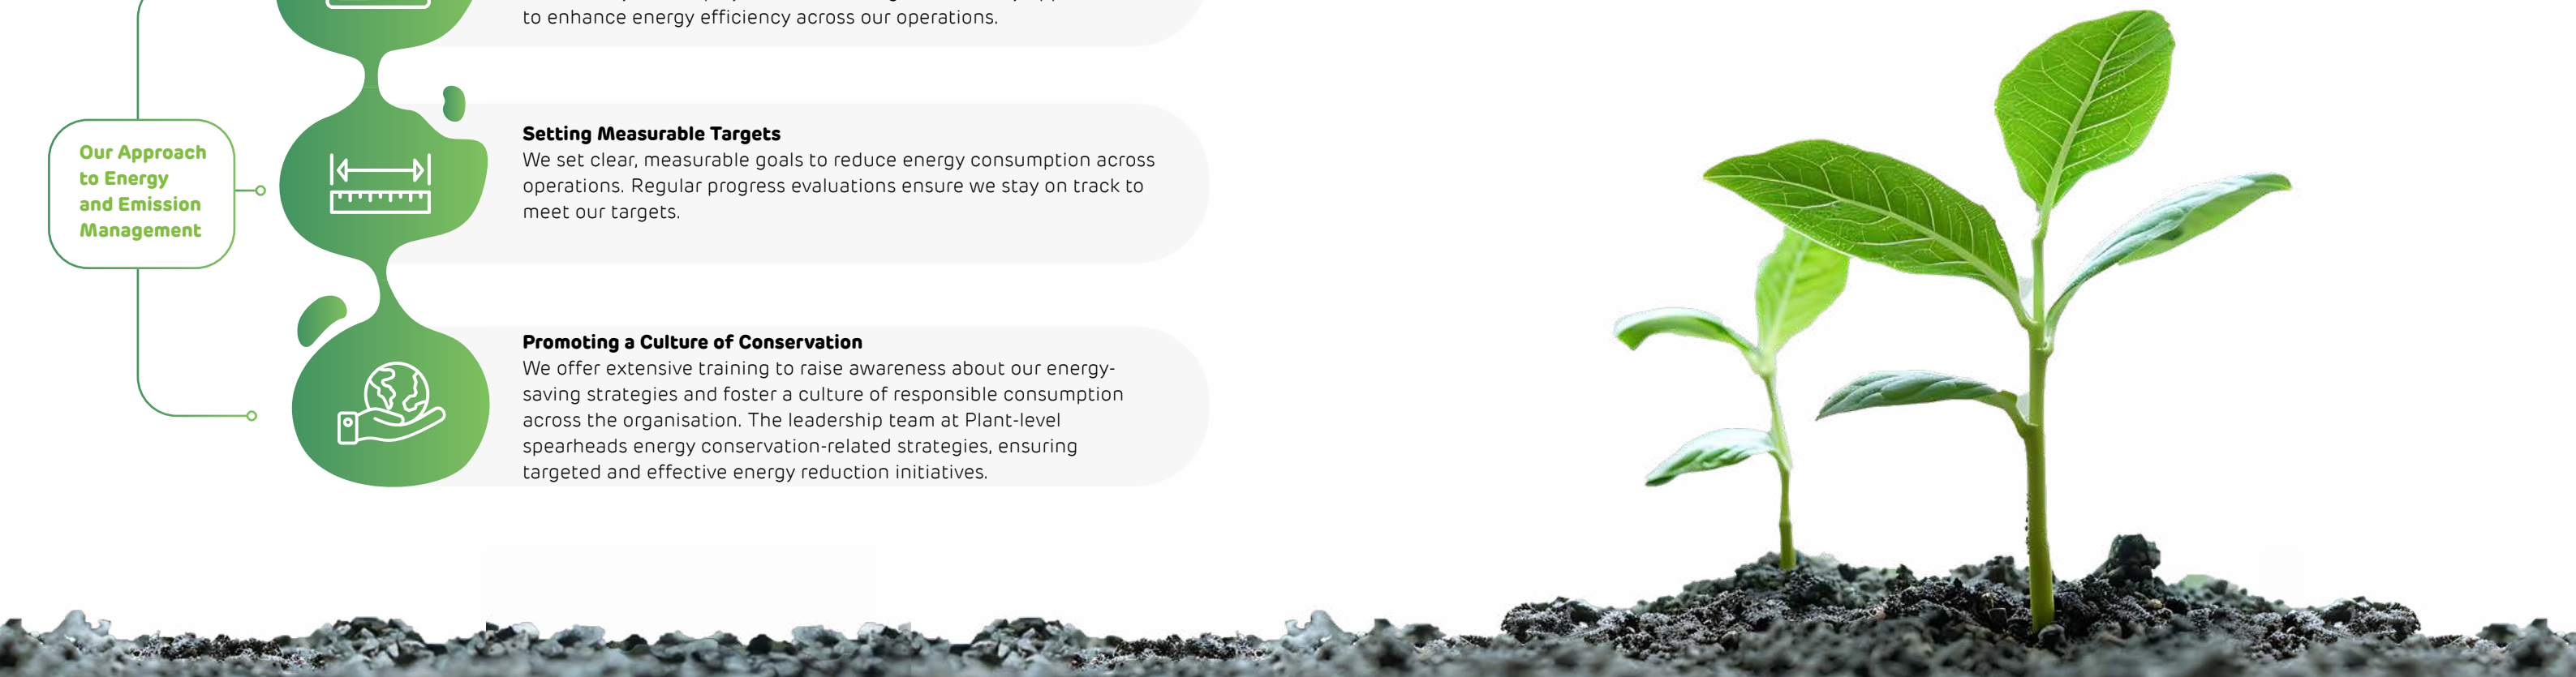 to enhance energy efficiency across our operations.
Our Approach
to Energy
and Emission
Management
Setting Measurable Targets
We set clear, measurable goals to reduce energy consumption across
operations. Regular progress evaluations ensure we stay on track to
meet our targets.
Promoting a Culture of Conservation
We offer extensive training to raise awareness about our energy-
saving strategies and foster a culture of responsible consumption
across the organisation. The leadership team at Plant-level
spearheads energy conservation-related strategies, ensuring
targeted and effective energy reduction initiatives.